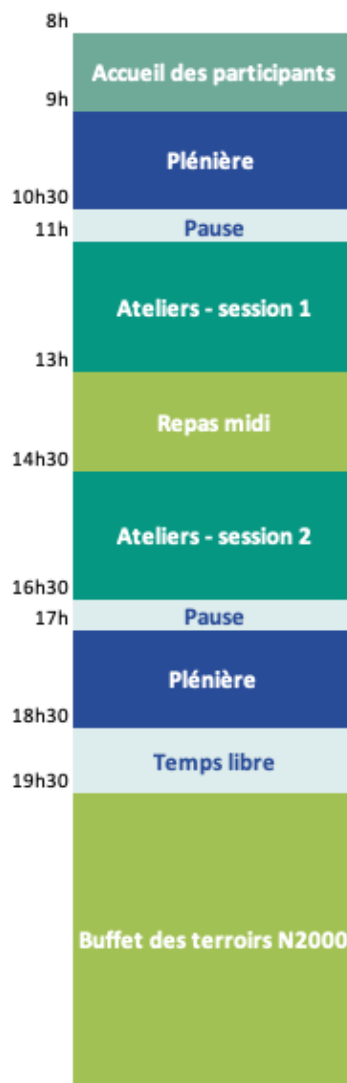 8h
Accueil des participants
9h
Plénière
10h30
Pause
11h
Ateliers - session 1
13h
Repas midi
14h30
Ateliers - session 2
16h30
Pause
17h
Plénière
18h30
Temps libre
19h30
Buffet des terroirs N2000